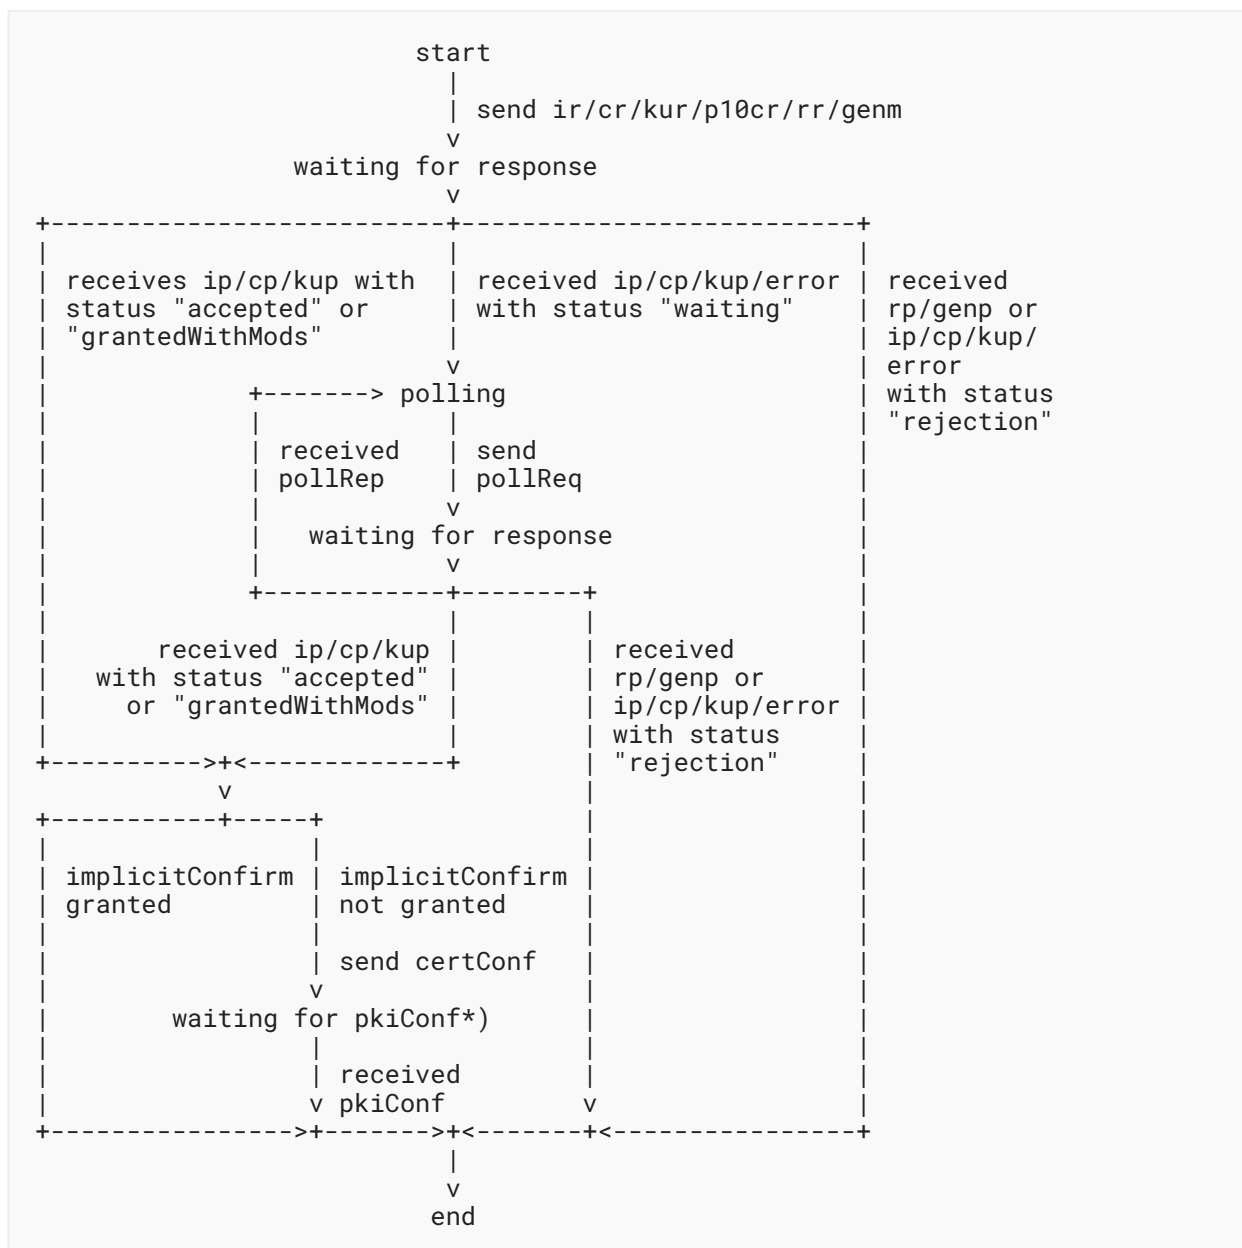 start
                           |
                           | send ir/cr/kur/p10cr/rr/genm
                           v
                 waiting for response
                           v
+--------------------------+--------------------------+
|                          |                          |
| receives ip/cp/kup with  | received ip/cp/kup/error | received
| status "accepted" or     | with status "waiting"    | rp/genp or
| "grantedWithMods"        |                          | ip/cp/kup/
|                          v                          | error
|             +-------> polling                       | with status
|             |            |                          | "rejection"
|             | received   | send                     |
|             | pollRep    | pollReq                  |
|             |            v                          |
|             |   waiting for response                |
|             |            v                          |
|             +------------+--------+                 |
|                          |        |                 |
|       received ip/cp/kup |        | received        |
|   with status "accepted" |        | rp/genp or      |
|     or "grantedWithMods" |        | ip/cp/kup/error |
|                          |        | with status     |
+---------->+<-------------+        | "rejection"     |
            v                       |                 |
+-----------+-----+                 |                 |
|                 |                 |                 |
| implicitConfirm | implicitConfirm |                 |
| granted         | not granted     |                 |
|                 |                 |                 |
|                 | send certConf   |                 |
|                 v                 |                 |
|        waiting for pkiConf*)      |                 |
|                 |                 |                 |
|                 | received        |                 |
|                 v pkiConf         v                 |
+---------------->+------->+<-------+<----------------+
                           |
                           v
                          end